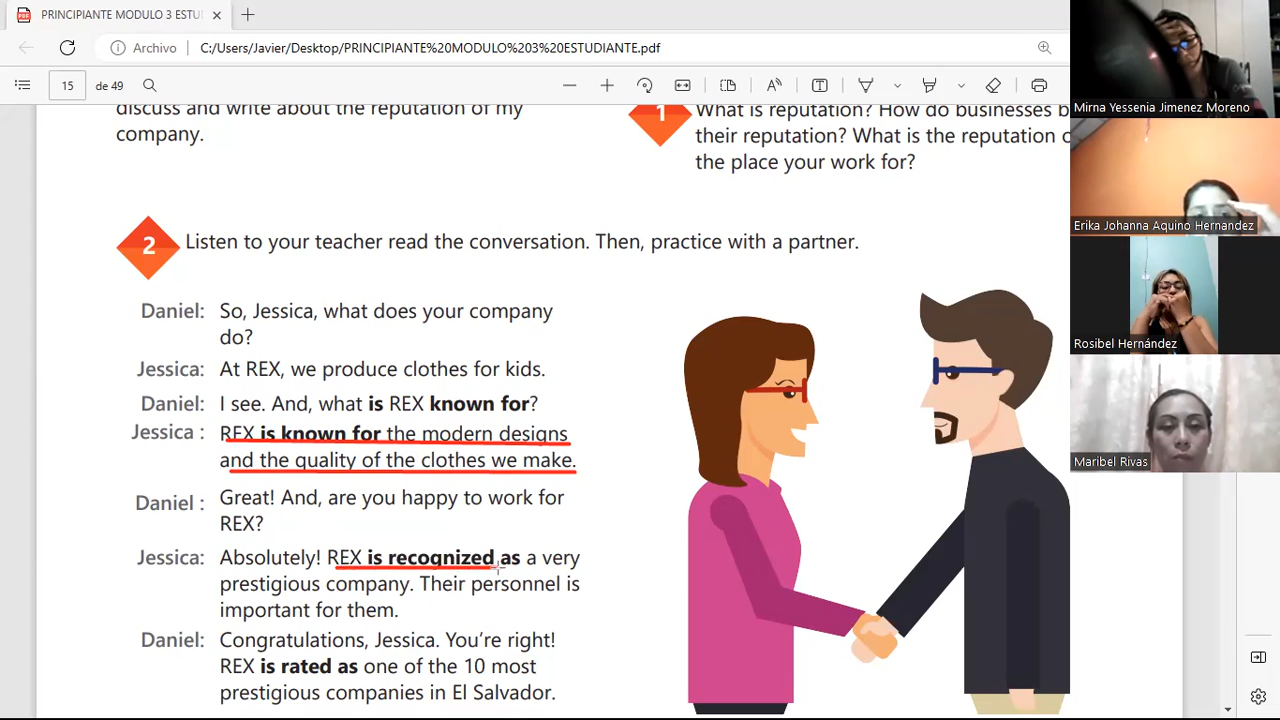 PRINCIPIANTE MODULO 3 ESTU
Archivo
C:/Users/Javier/Desktop/PRINCIPIANTE%20MODULO%203%20ESTUDIANTE.pdf
15
de 49
discuss and write about the reputation of my
company.
1
What is reputation? How do businesses
their reputation? What is the reputation
the place your work for?
2
Listen to your teacher read the conversation. Then, practice with a partner.
Daniel: So, Jessica, what does your company
do?
Jessica: At REX, we produce clothes for kids.
Daniel: I see. And, what is REX known for?
Jessica : REX is known for the modern designs
and the quality of the clothes we make.
Daniel : Great! And, are you happy to work for
REX?
Jessica: Absolutely! REX is recognized as a very
prestigious company. Their personnel is
important for them.
Daniel: Congratulations, Jessica. You're right!
REX is rated as one of the 10 most
prestigious companies in El Salvador.
Mirna Yessenia Jimenez Moreno
Erika Johanna Aquino Hernandez
Rosibel Hernández
Maribel Rivas